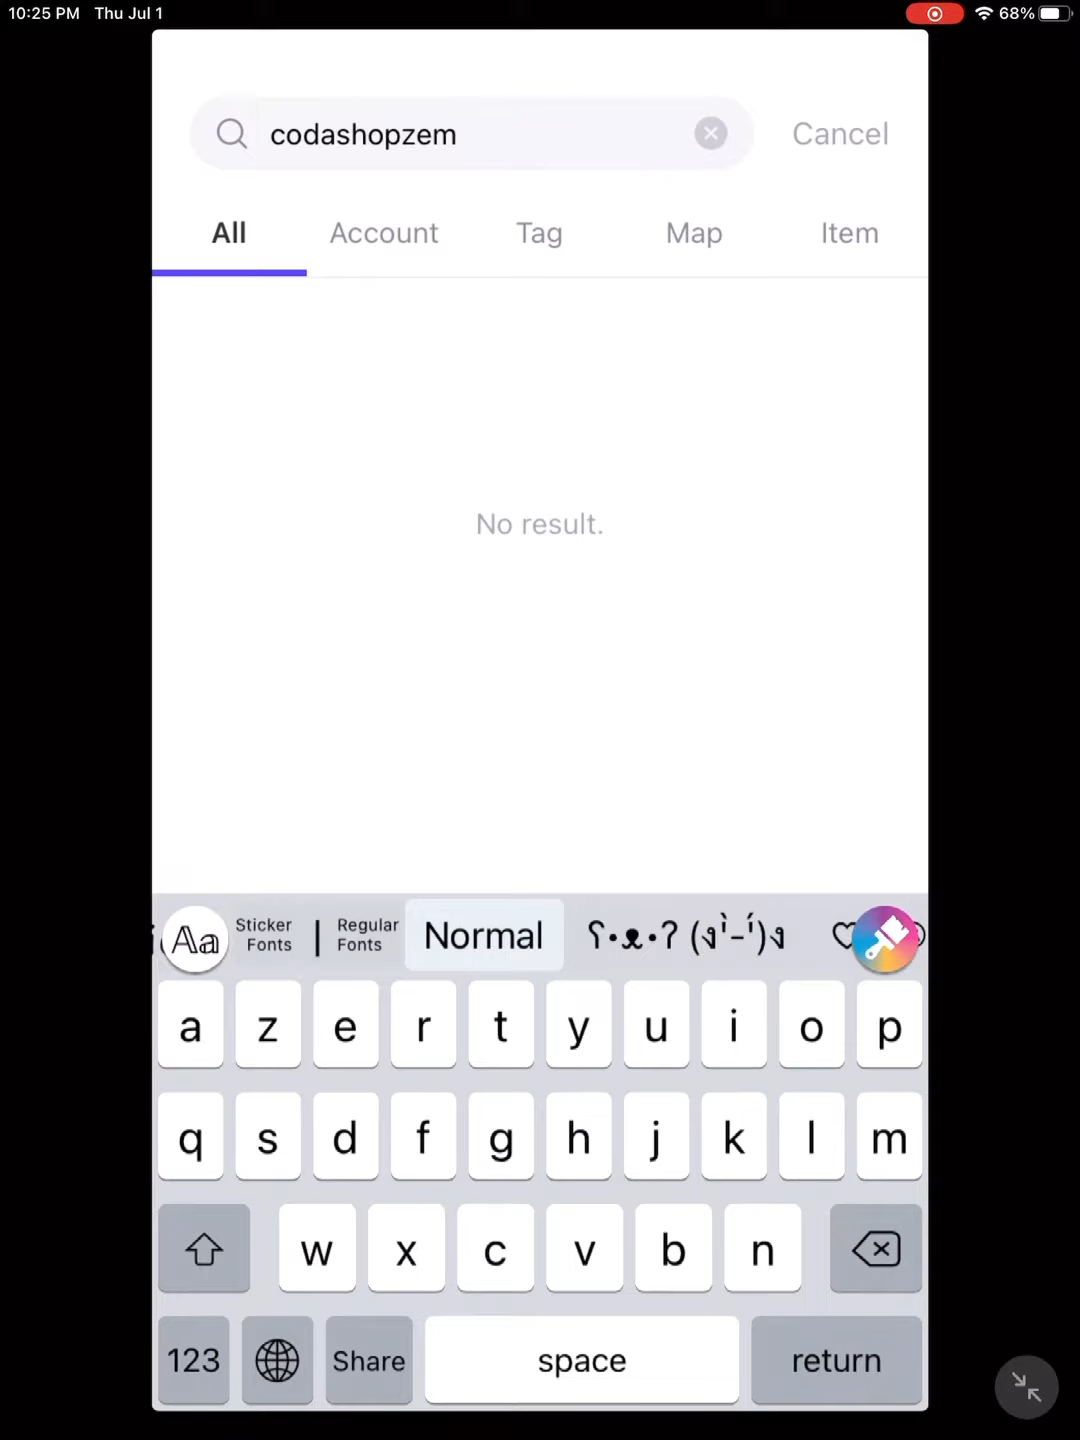 10:25 PM Thu Jul 1 68%
codashopzem Cancel
All Account Tag Map Item
No result.
Aa Sticker Fonts | Regular Fonts Normal ʕ•ᴥ•ʔ (ง'̀-'́)ง
a z e r t y u i o p
q s d f g h j k l m
w x c v b n
123 Share space return